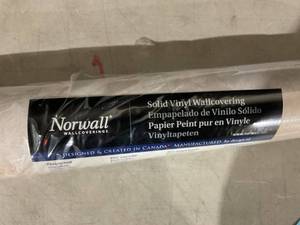 Norwall
WALLCOVERINGS
Solid Vinyl Wallcovering
Empapelado de Vinilo Sólido
Papier Peint pur en Vinyle
Vinyltapeten
DESIGNED & CREATED IN CANADA MANUFACTURED